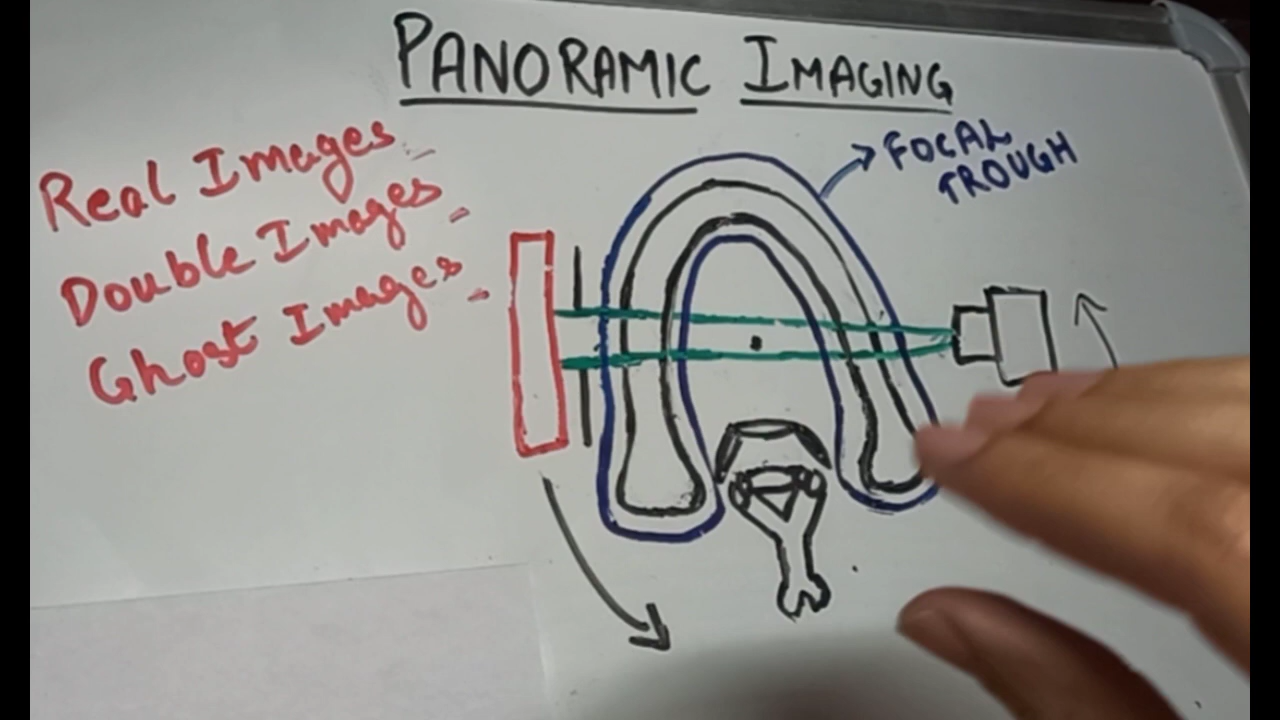 PANORAMIC IMAGING
Real Images
Double Images
Ghost Images
FOCAL
TROUGH